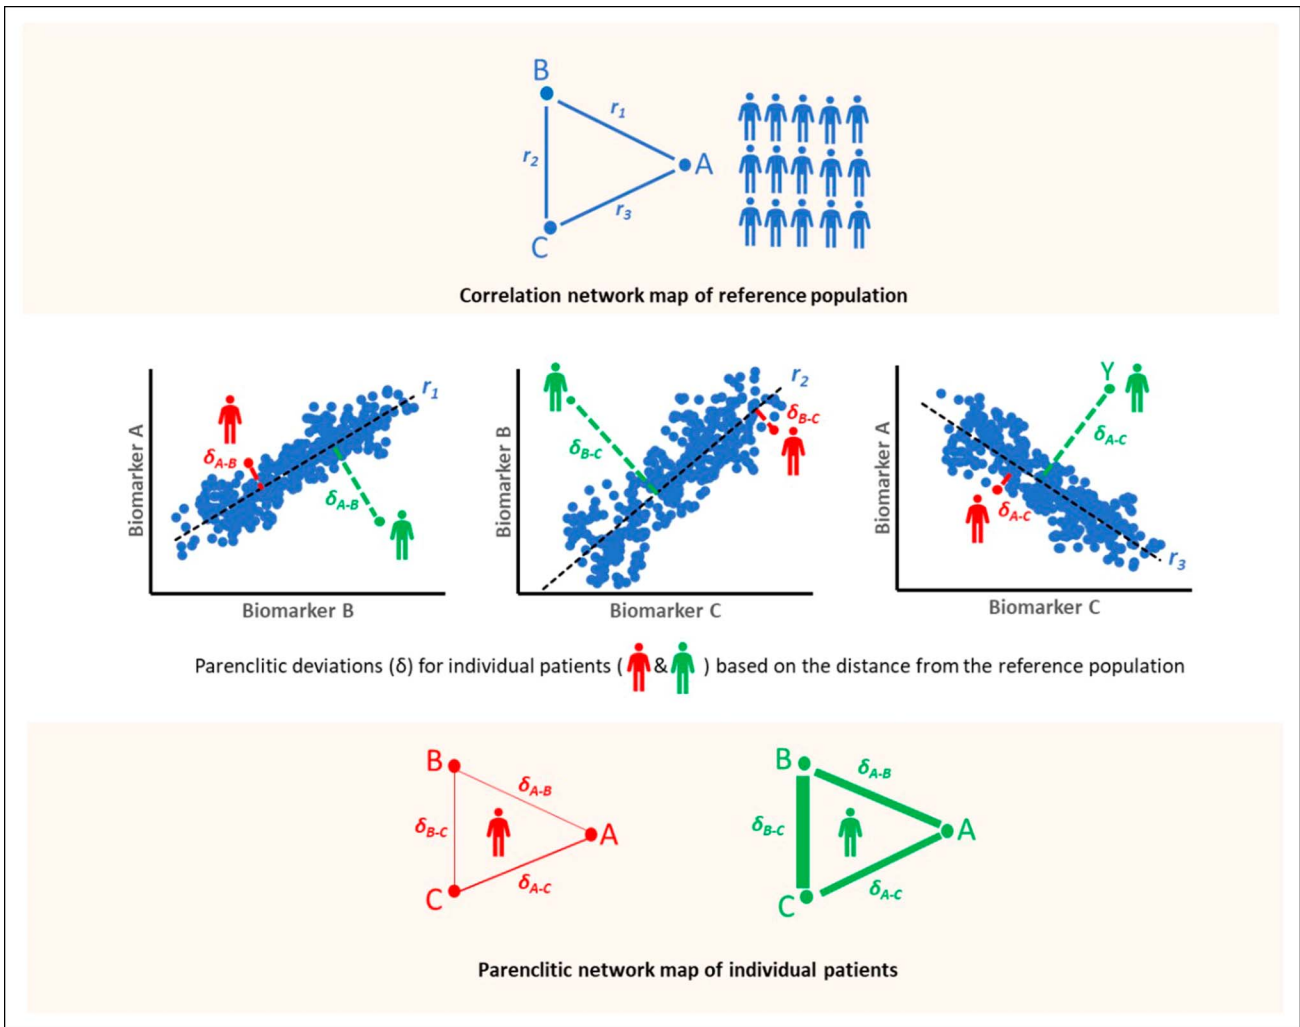 B
r1
r2
A
r3
C
Correlation network map of reference population
r1
Biomarker A
δA-B
δA-B
Biomarker B
r2
Biomarker B
δB-C
δB-C
Biomarker C
Y
Biomarker A
δA-C
δA-C
r3
Biomarker C
Parenclitic deviations (δ) for individual patients ( & ) based on the distance from the reference population
B
δA-B
δB-C
A
δA-C
C
B
δA-B
δB-C
A
δA-C
C
Parenclitic network map of individual patients